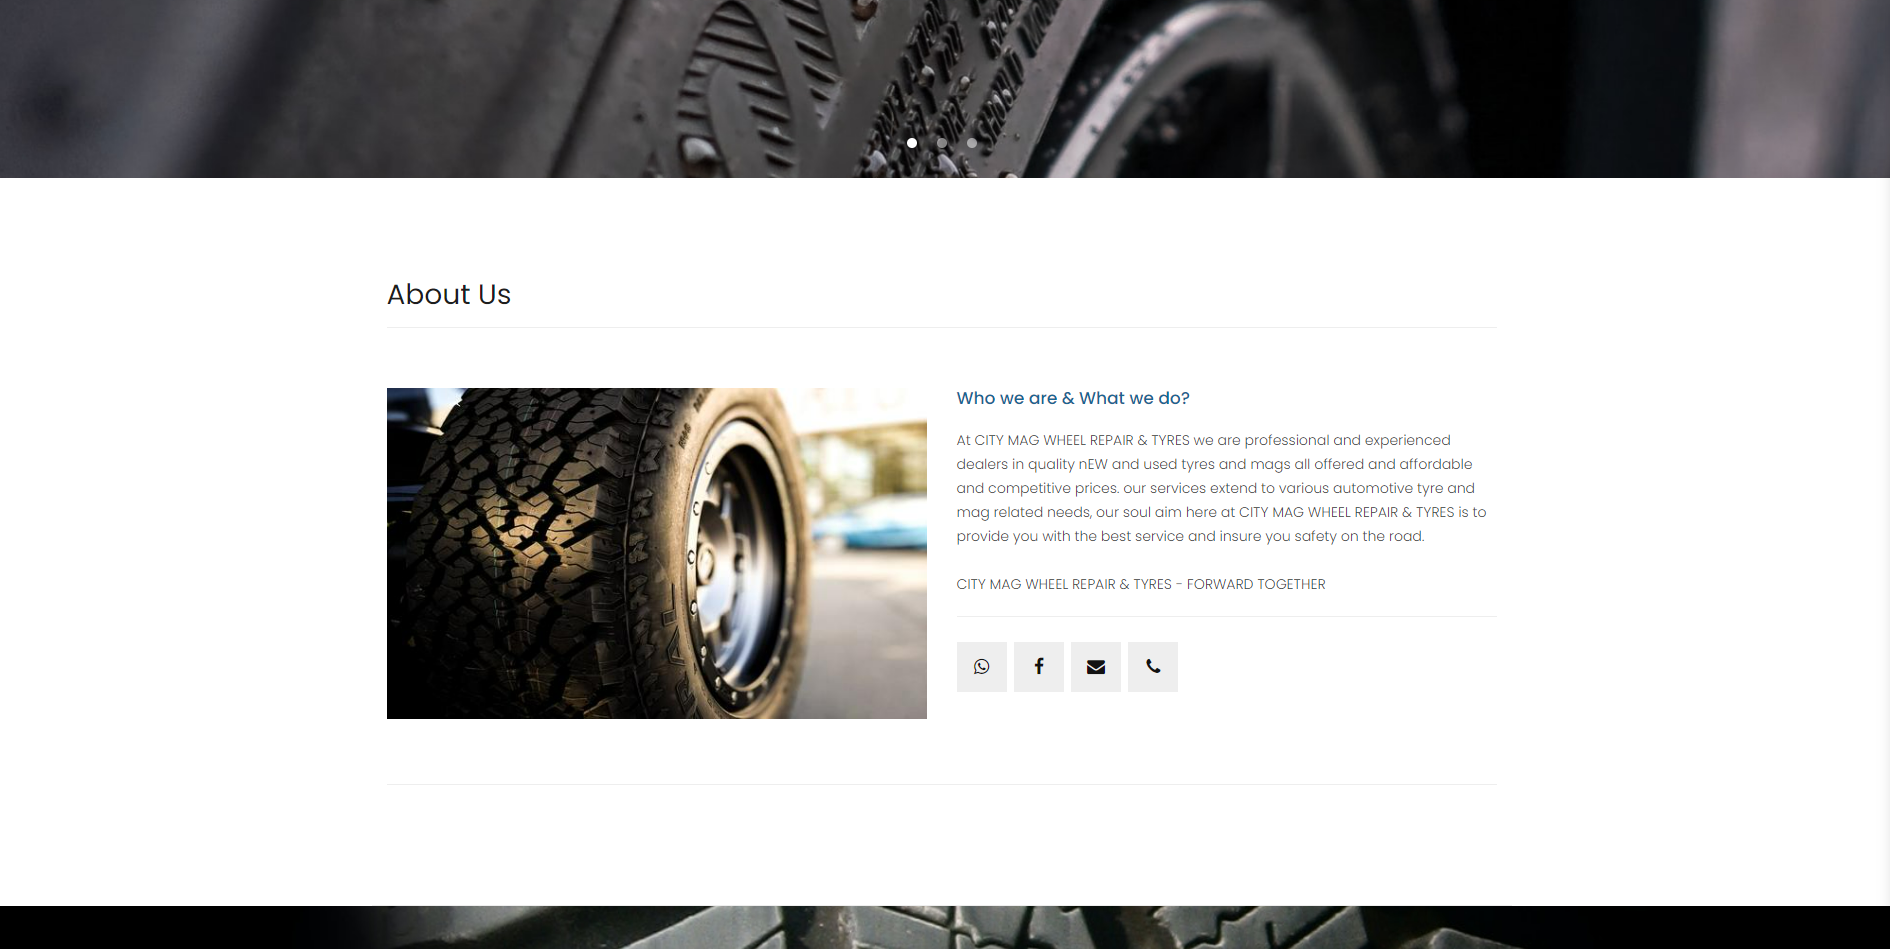 About Us
Who we are & What we do?
At CITY MAG WHEEL REPAIR & TYRES we are professional and experienced
dealers in quality nEW and used tyres and mags all offered and affordable
and competitive prices. our services extend to various automotive tyre and
mag related needs, our soul aim here at CITY MAG WHEEL REPAIR & TYRES is to
provide you with the best service and insure you safety on the road.
CITY MAG WHEEL REPAIR & TYRES - FORWARD TOGETHER